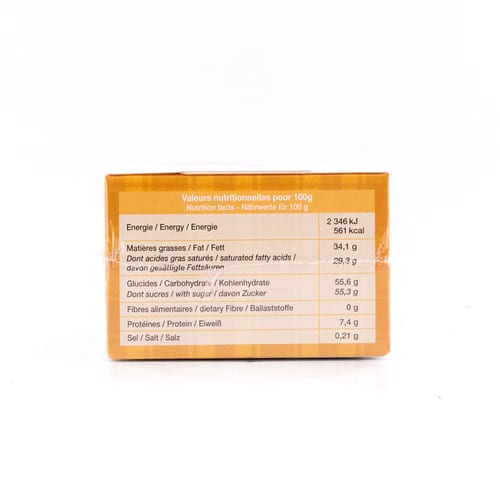 Valeurs nutritionnelles pour 100g
Nutrition facts - Nährwerte für 100 g
Energie / Energy / Energie 2 346 kJ
561 kcal
Matières grasses / Fat / Fett 34,1 g
Dont acides gras saturés / saturated fatty acids / 29,3 g
davon gesättigte Fettsäuren
Glucides / Carbohydrate / Kohlenhydrate 55,6 g
Dont sucres / with sugar / davon Zucker 55,3 g
Fibres alimentaires / dietary Fibre / Ballaststoffe 0 g
Protéines / Protein / Eiweiß 7,4 g
Sel / Salt / Salz 0,21 g